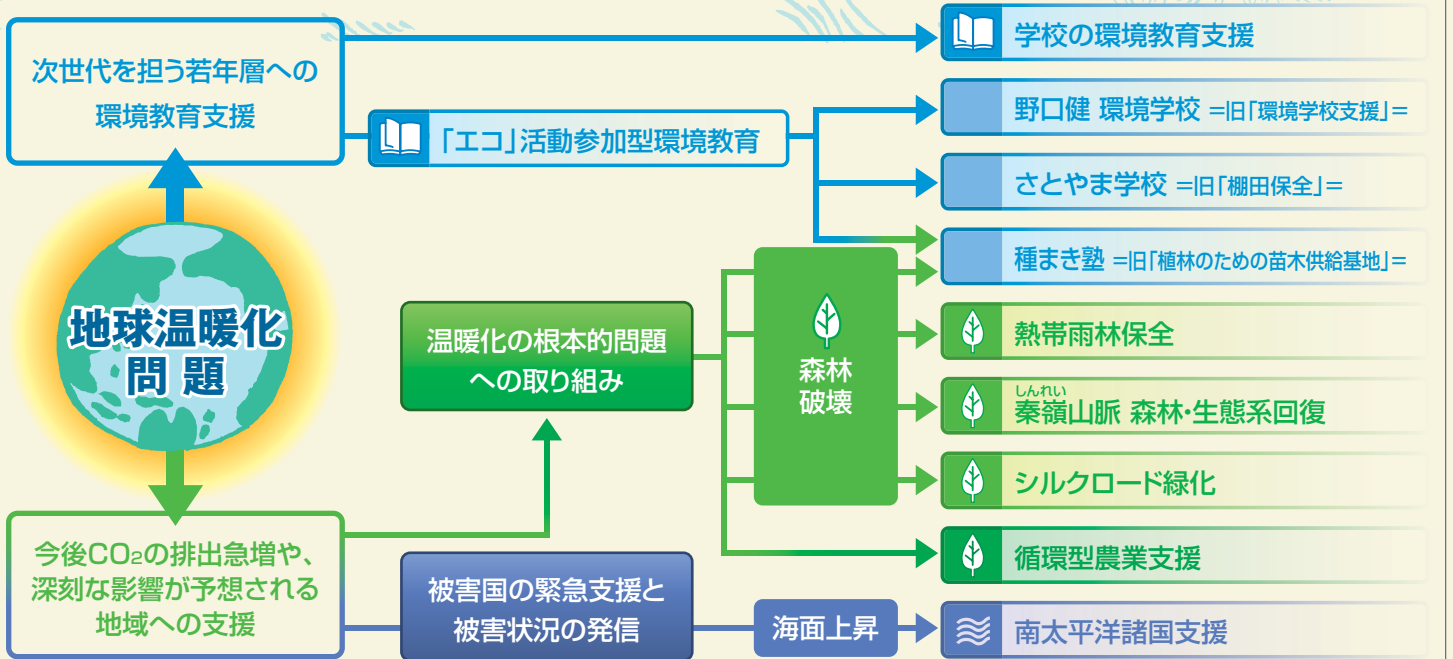 次世代を担う若年層への
環境教育支援
「エコ」活動参加型環境教育
学校の環境教育支援
野口健 環境学校 =旧「環境学校支援」=
さとやま学校 =旧「棚田保全」=
種まき塾 =旧「植林のための苗木供給基地」=
地球温暖化
問題
温暖化の根本的問題
への取り組み
森林
破壊
熱帯雨林保全
しんれい
秦嶺山脈 森林・生態系回復
シルクロード緑化
循環型農業支援
今後CO₂の排出急増や、
深刻な影響が予想される
地域への支援
被害国の緊急支援と
被害状況の発信
海面上昇
南太平洋諸国支援